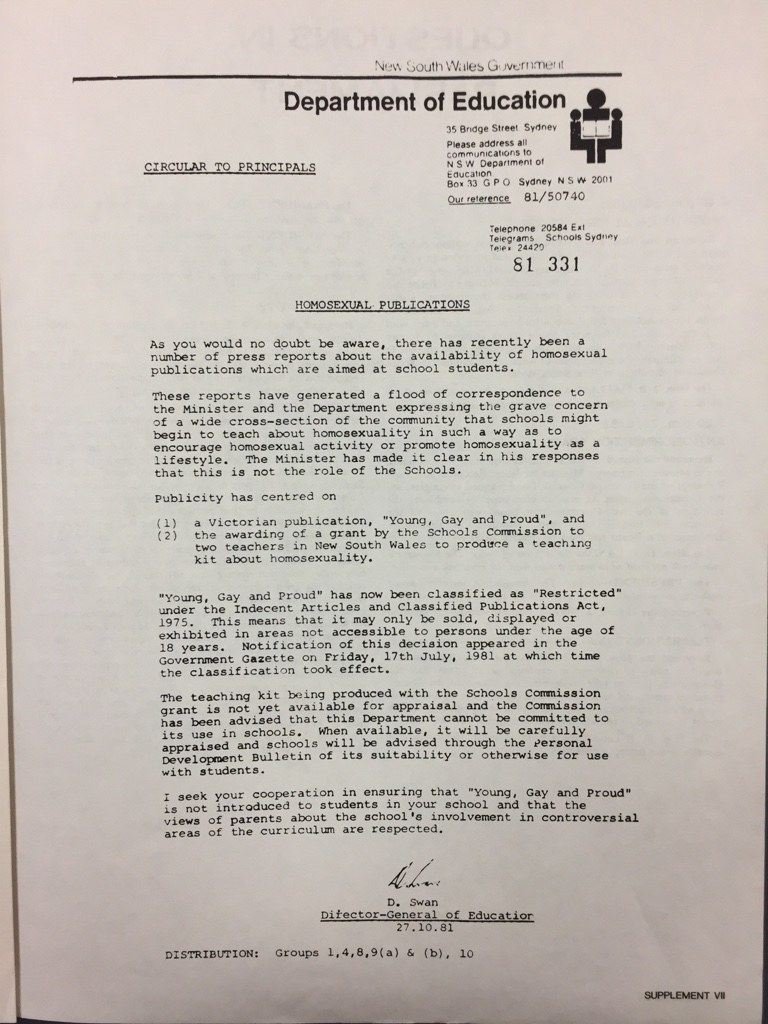 New South Wales Government
Department of Education
35 Bridge Street Sydney
Please address all
communications to
N S W Department of
Education
Box 33 G P O Sydney N S W 2001
Our reference 81/50740
CIRCULAR TO PRINCIPALS
Telephone 20584 Ext
Telegrams Schools Sydney
Telex 24420
81 331
HOMOSEXUAL PUBLICATIONS
As you would no doubt be aware, there has recently been a
number of press reports about the availability of homosexual
publications which are aimed at school students.
These reports have generated a flood of correspondence to
the Minister and the Department expressing the grave concern
of a wide cross-section of the community that schools might
begin to teach about homosexuality in such a way as to
encourage homosexual activity or promote homosexuality as a
lifestyle. The Minister has made it clear in his responses
that this is not the role of the Schools.
Publicity has centred on
(1) a Victorian publication, "Young, Gay and Proud", and
(2) the awarding of a grant by the Schools Commission to
two teachers in New South Wales to produce a teaching
kit about homosexuality.
"Young, Gay and Proud" has now been classified as "Restricted"
under the Indecent Articles and Classified Publications Act,
1975. This means that it may only be sold, displayed or
exhibited in areas not accessible to persons under the age of
18 years. Notification of this decision appeared in the
Government Gazette on Friday, 17th July, 1981 at which time
the classification took effect.
The teaching kit being produced with the Schools Commission
grant is not yet available for appraisal and the Commission
has been advised that this Department cannot be committed to
its use in schools. When available, it will be carefully
appraised and schools will be advised through the Personal
Development Bulletin of its suitability or otherwise for use
with students.
I seek your cooperation in ensuring that "Young, Gay and Proud"
is not introduced to students in your school and that the
views of parents about the school's involvement in controversial
areas of the curriculum are respected.
D. Swan
Director-General of Education
27.10.81
DISTRIBUTION: Groups 1,4,8,9(a) & (b), 10
SUPPLEMENT VII